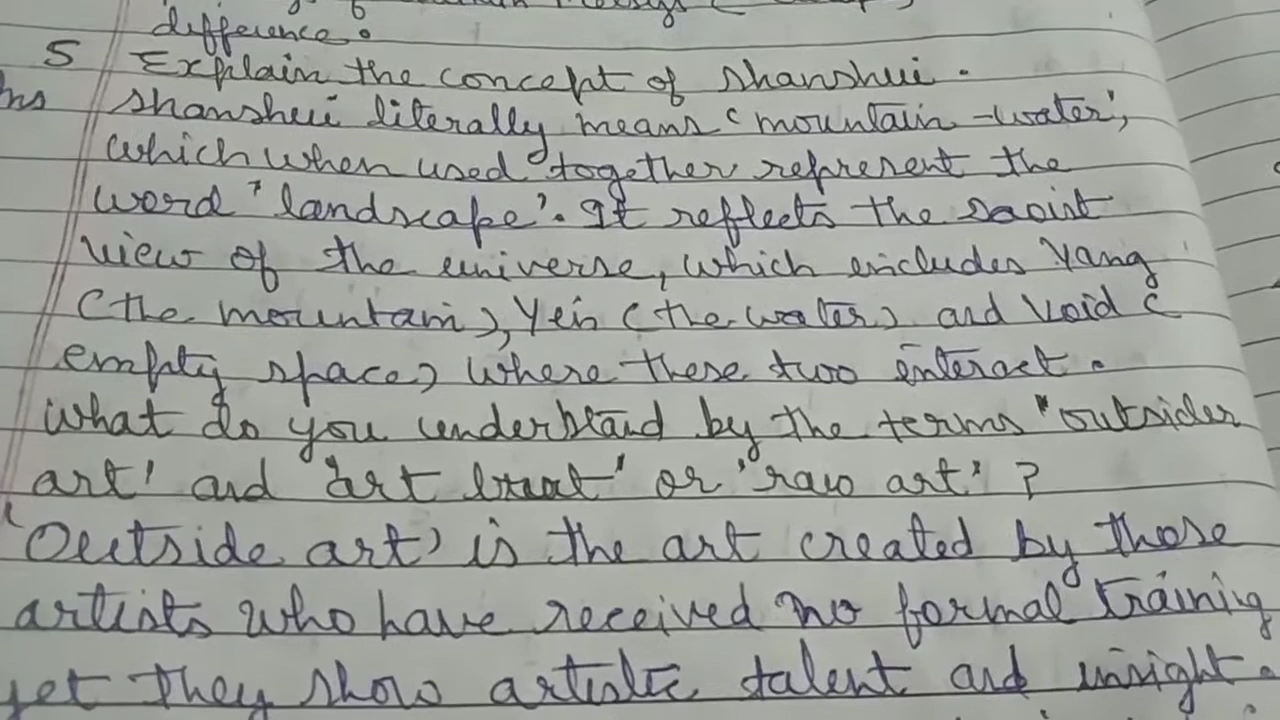 difference.
5 Explain the concept of shanshui.
Ans shanshui literally means 'mountain-water',
which when used together represent the
word 'landscape'. It reflects the Daoist
view of the universe, which includes Yang
(the mountain), Yein (the water) and Void (
empty space) where these two interact.
What do you understand by the terms "outsider
art' and 'art brut' or 'raw art'?
'Outside art' is the art created by those
artists who have received no formal training
yet they show artistic talent and insight.